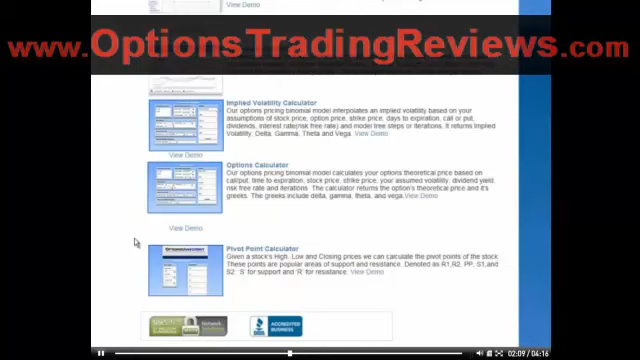 View Demo
www.OptionsTradingReviews.com
Implied Volatility Calculator
Our options pricing binomial model interpolates an implied volatility based on your
assumptions of stock price, option price, strike price, days to expiration, call or put,
dividends, interest rate(risk free rate) and model tree steps or iterations. It returns Implied
Volatility, Delta, Gamma, Theta and Vega. View Demo
View Demo
Options Calculator
Our options pricing binomial model calculates your options theoretical price based on
call/put, time to expiration, stock price, strike price, your assumed volatility, dividend yield,
risk free rate and iterations. The calculator returns the option's theoretical price and it's
greeks. The greeks include delta, gamma, theta, and vega.View Demo
View Demo
Pivot Point Calculator
Given a stock's High, Low and Closing prices we can calculate the pivot points of the stock.
These points are popular areas of support and resistance. Denoted as R1,R2, PP, S1,and
S2 'S' for support and 'R' for resistance. View Demo
ACCREDITED
BUSINESS
BBB
02:09 / 04:16